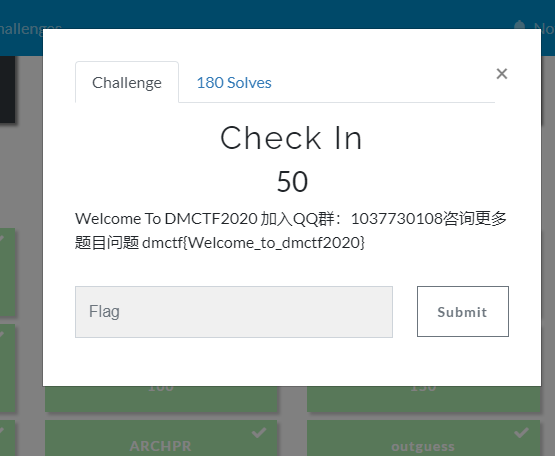 hallenges
No
Challenge
180 Solves
×
Check In
50
Welcome To DMCTF2020 加入QQ群：1037730108咨询更多
题目问题 dmctf{Welcome_to_dmctf2020}
Flag
Submit
100
150
ARCHPR
outguess